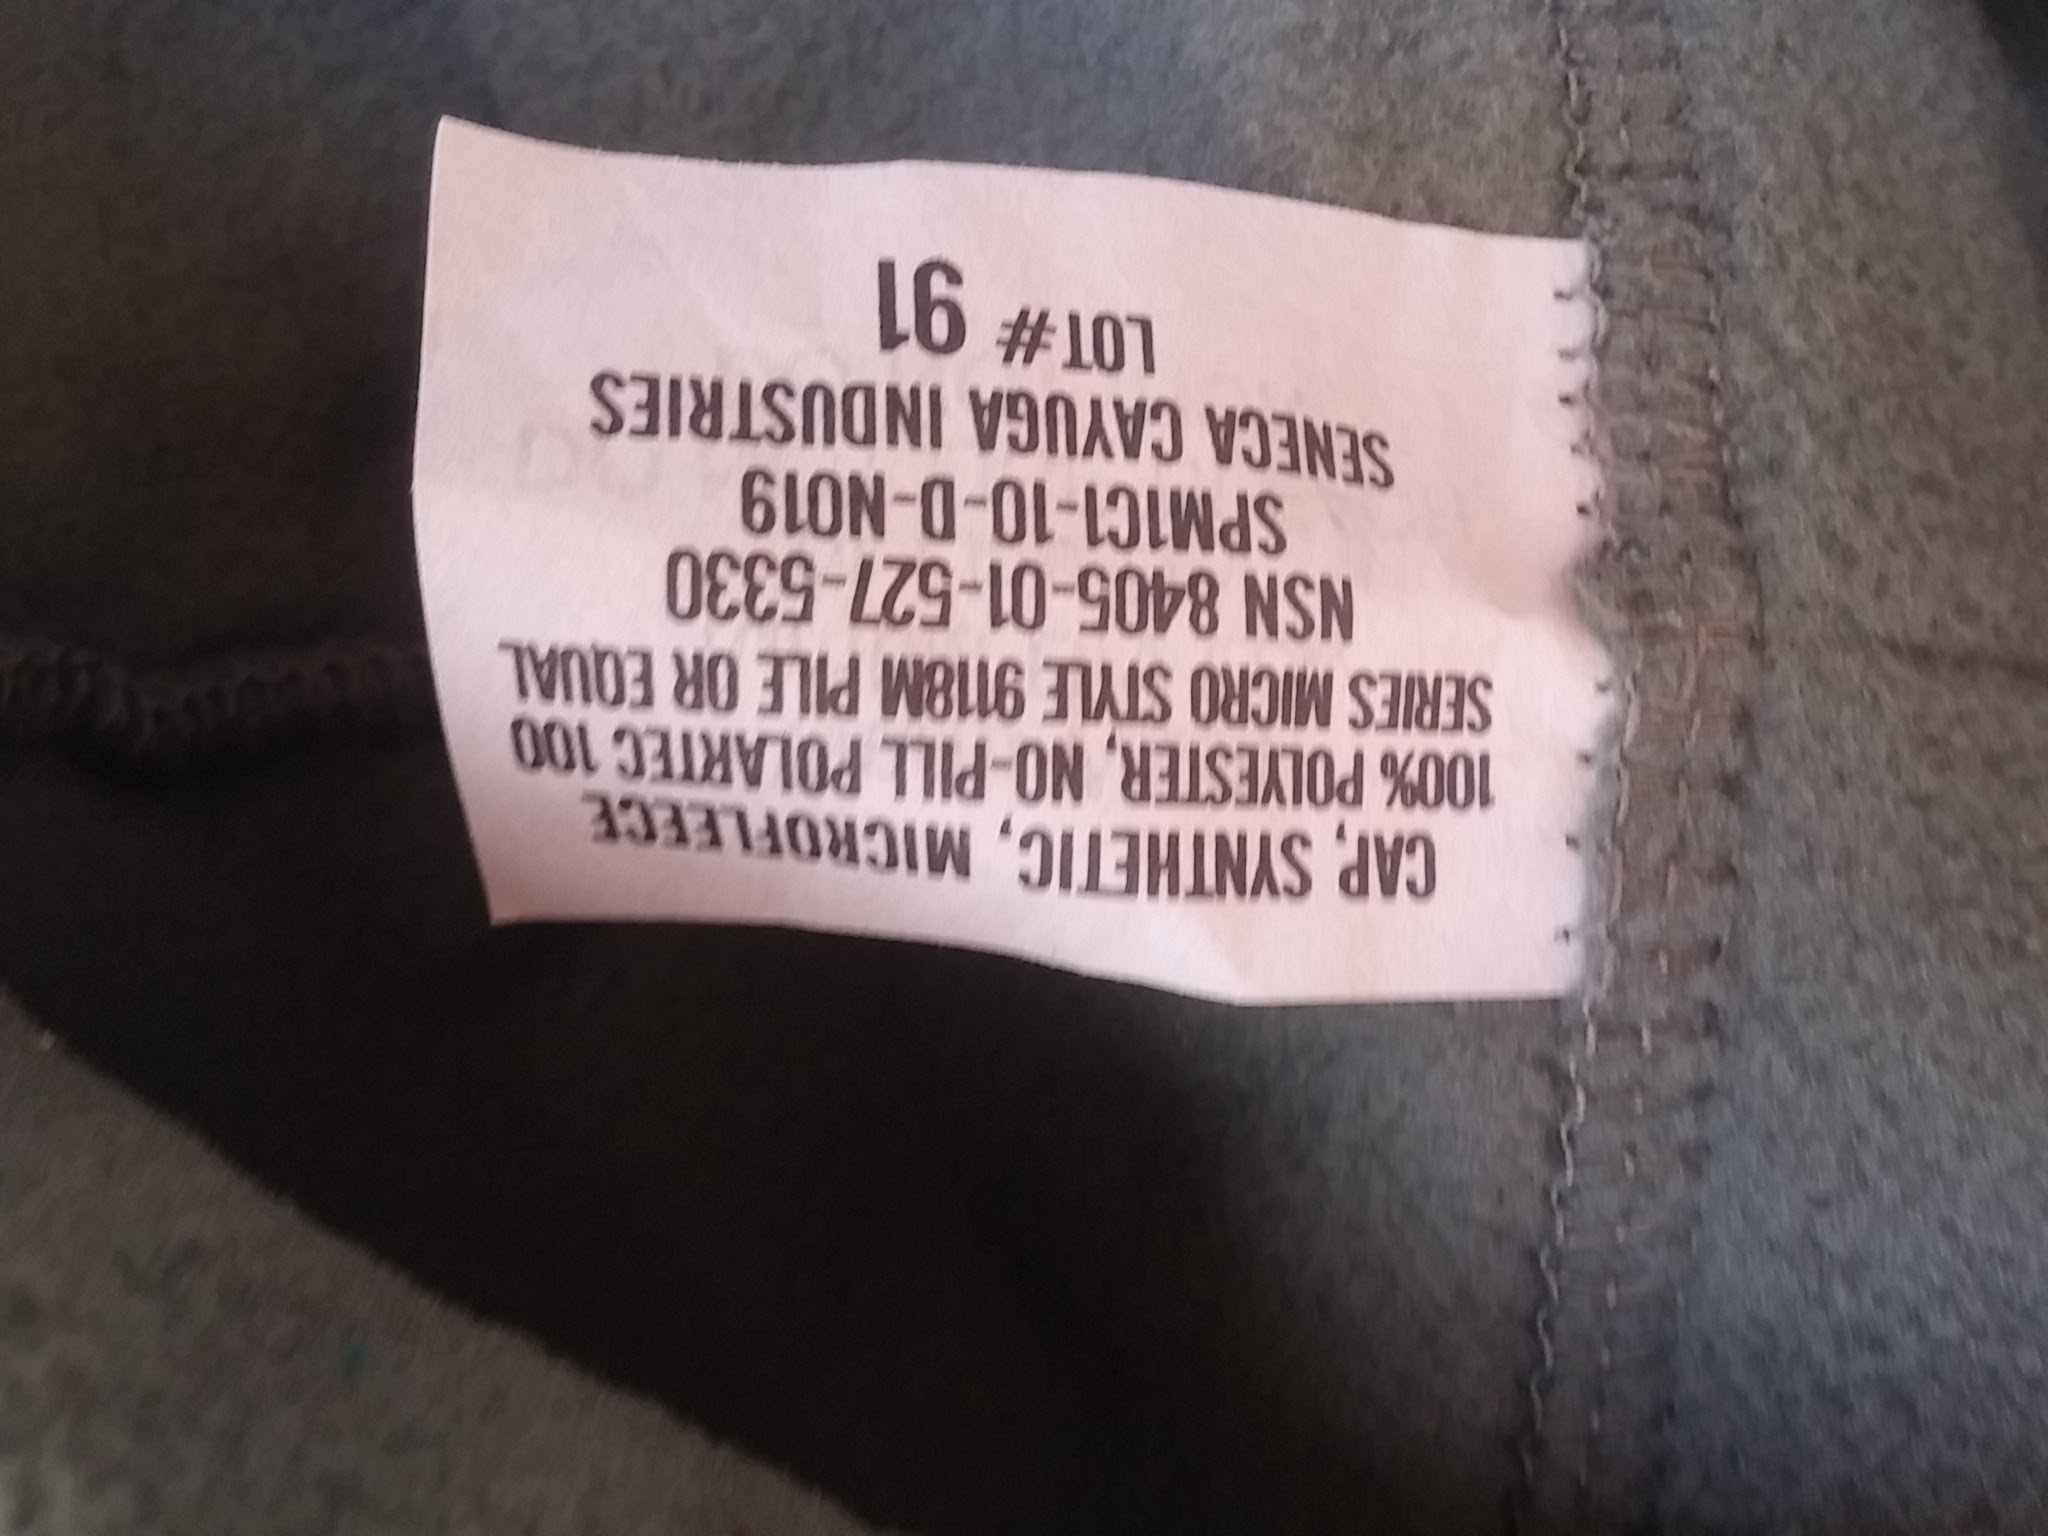 CAP, SYNTHETIC, MICROFLEECE
100% POLYESTER, NO-PILL POLARTEC 100
SERIES MICRO STYLE 9118M PILE OR EQUAL
NSN 8405-01-527-5330
SPM1C1-10-D-N019
SENECA CAYUGA INDUSTRIES
LOT # 91